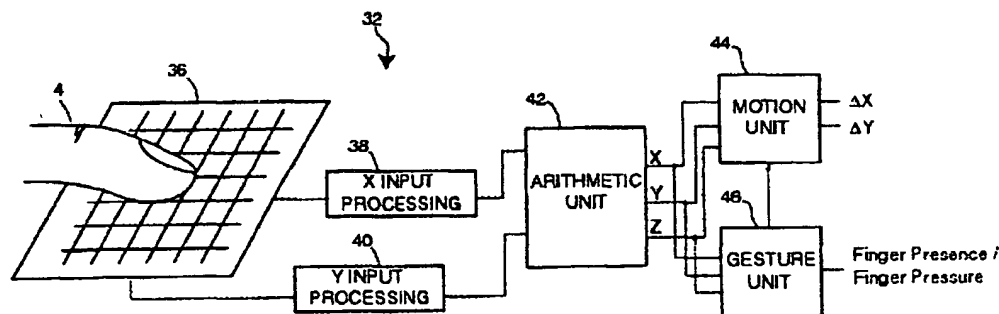 32
44
36
4
MOTION
UNIT
ΔX
ΔY
42
38
X INPUT
PROCESSING
ARITHMETIC
UNIT
X
Y
Z
46
40
Y INPUT
PROCESSING
GESTURE
UNIT
Finger Presence i
Finger Pressure